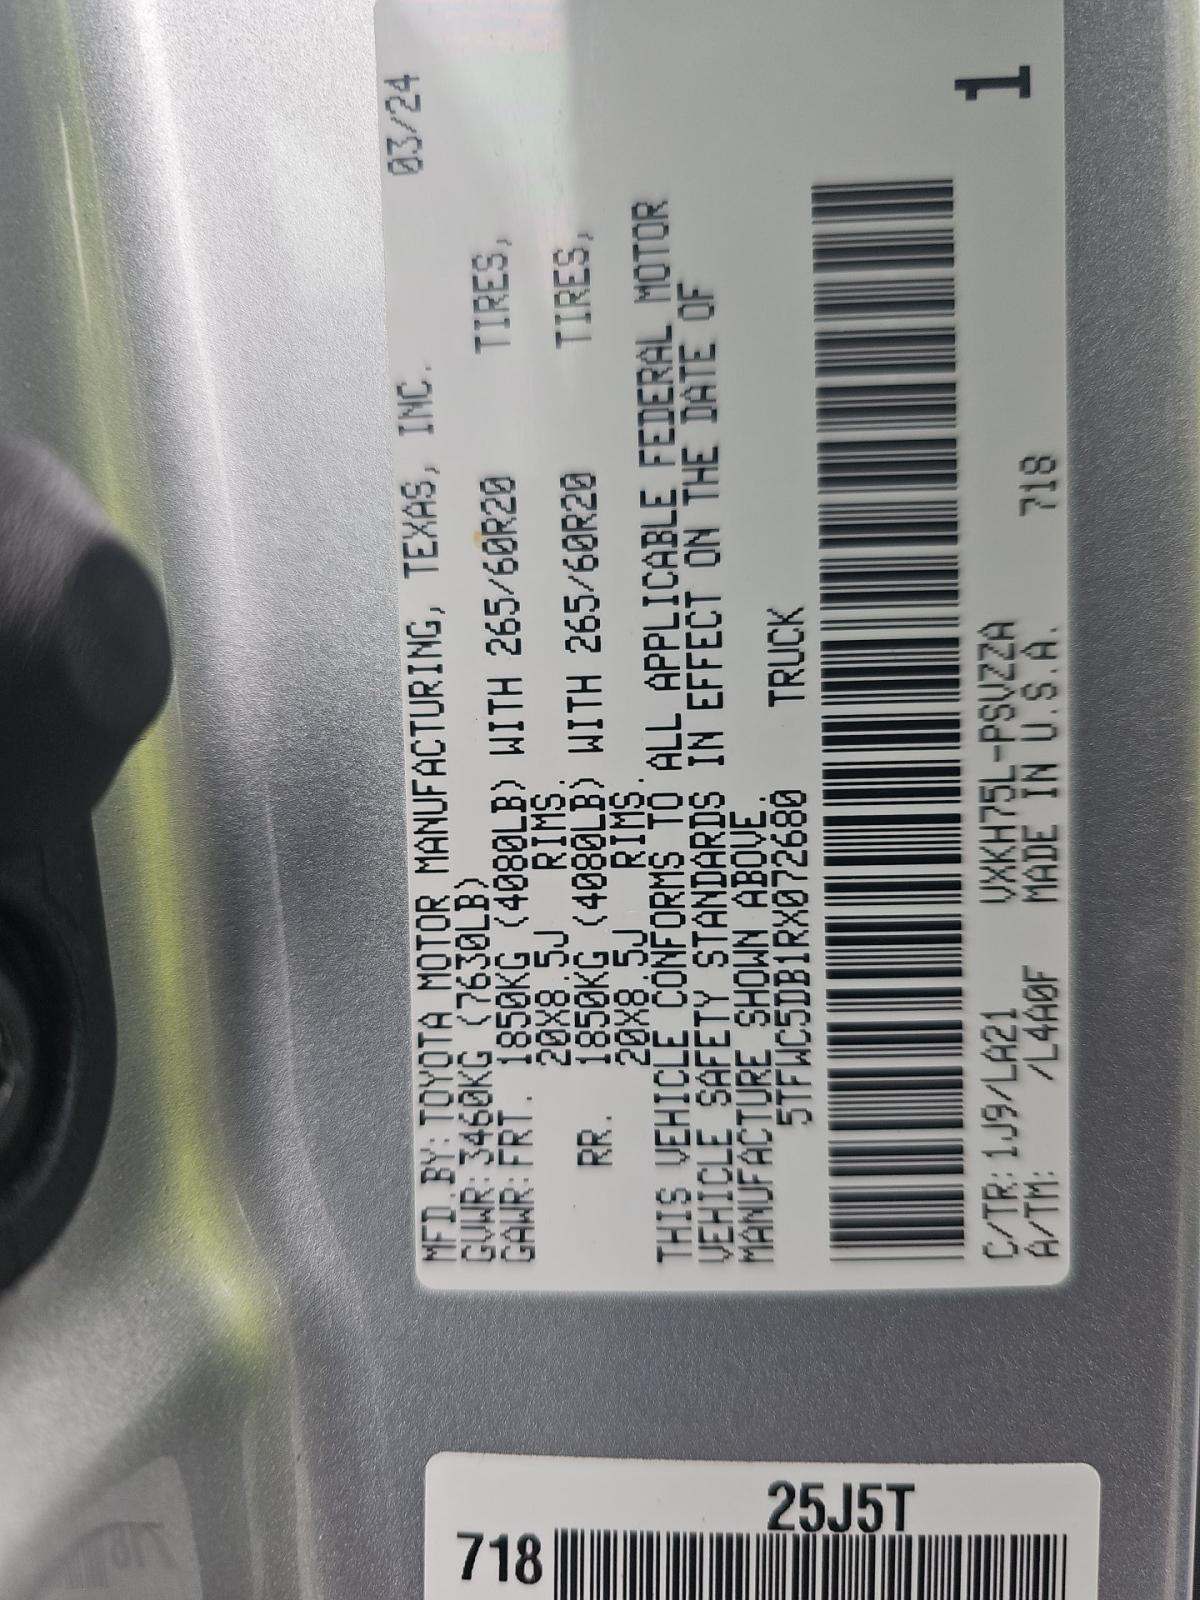 MFD.BY: TOYOTA MOTOR MANUFACTURING, TEXAS, INC. 03/24
GVWR: 3460KG (7630LB)
GAWR: FRT. 1850KG (4080LB) WITH 265/60R20 TIRES,
20X8.5J RIMS
RR. 1850KG (4080LB) WITH 265/60R20 TIRES,
20X8.5J RIMS.
THIS VEHICLE CONFORMS TO ALL APPLICABLE FEDERAL MOTOR
VEHICLE SAFETY STANDARDS IN EFFECT ON THE DATE OF
MANUFACTURE SHOWN ABOVE.
5TFWC5DB1RX072680 TRUCK
C/TR: 1J9/LA21 VXKH75L-PSVZZA
A/TM: /L4A0F MADE IN U.S.A. 718
1
718
25J5T